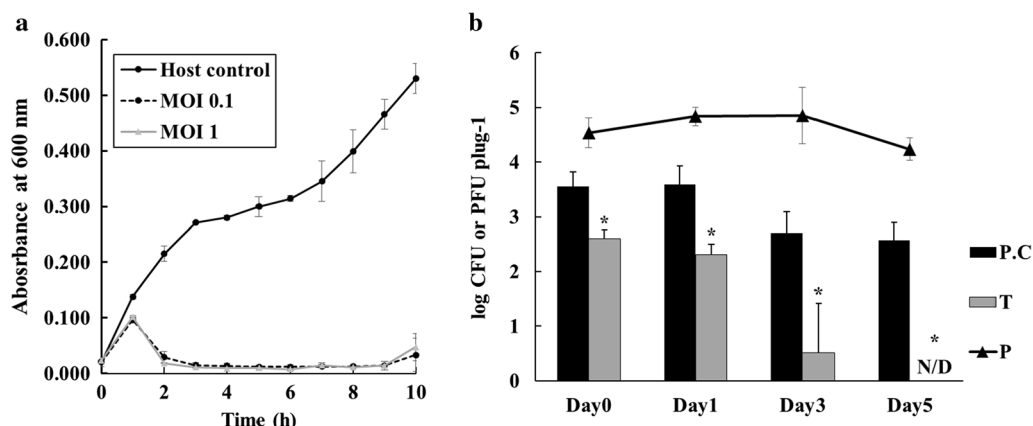 a
0.600
0.500
0.400
0.300
0.200
0.100
0.000
Abosrbance at 600 nm
Host control
MOI 0.1
MOI 1
0
2
4
6
8
10
Time (h)
b
6
5
4
3
2
1
0
log CFU or PFU plug-1
*
*
*
*
N/D
Day0
Day1
Day3
Day5
P.C
T
P